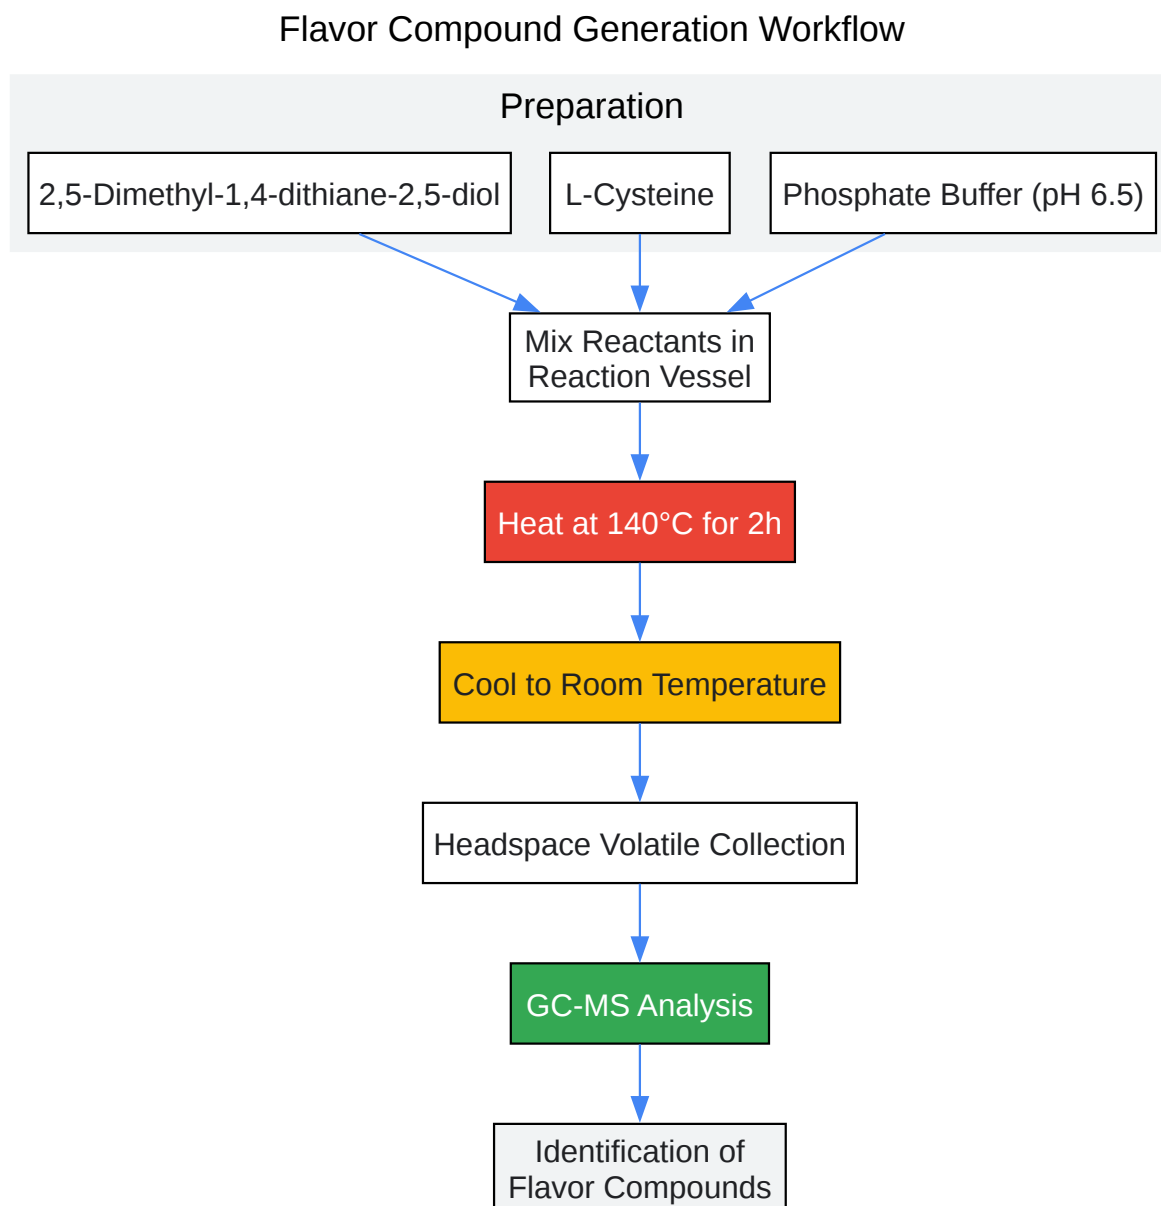 Flavor Compound Generation Workflow
Preparation
2,5-Dimethyl-1,4-dithiane-2,5-diol
L-Cysteine
Phosphate Buffer (pH 6.5)
Mix Reactants in
Reaction Vessel
Heat at 140°C for 2h
Cool to Room Temperature
Headspace Volatile Collection
GC-MS Analysis
Identification of
Flavor Compounds